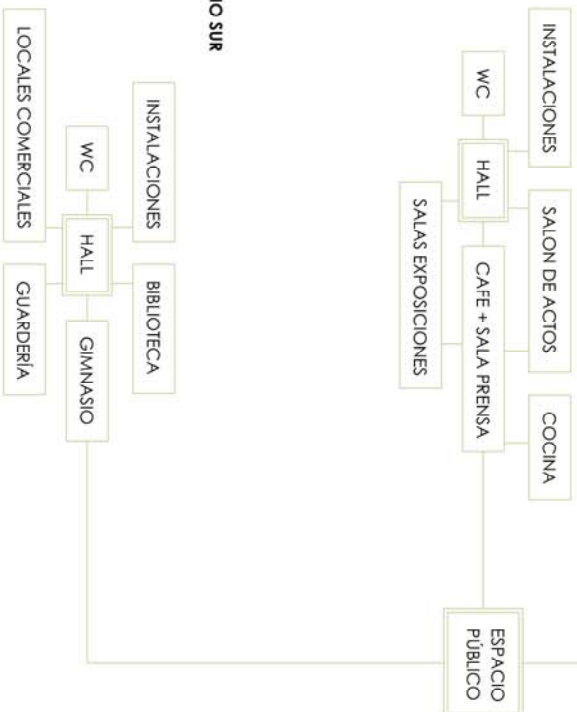 INSTALACIONES
SALON DE ACTOS
COCINA
WC
HALL
CAFE + SALA PRENSA
ESPACIO
PÚBLICO
SALAS EXPOSICIONES
SUR
INSTALACIONES
BIBLIOTECA
WC
HALL
GIMNASIO
LOCALES COMERCIALES
GUARDERÍA